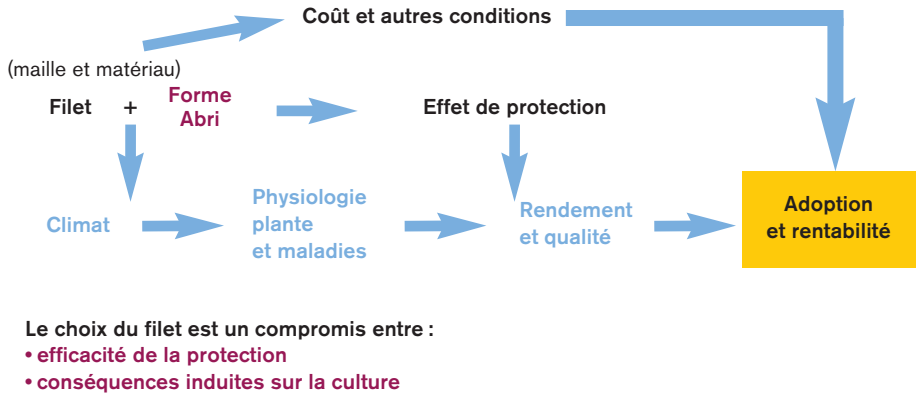 Coût et autres conditions
(maille et matériau)
Filet + Forme
Abri
Effet de protection
Climat
Physiologie
plante
et maladies
Rendement
et qualité
Adoption
et rentabilité
Le choix du filet est un compromis entre :
• efficacité de la protection
• conséquences induites sur la culture